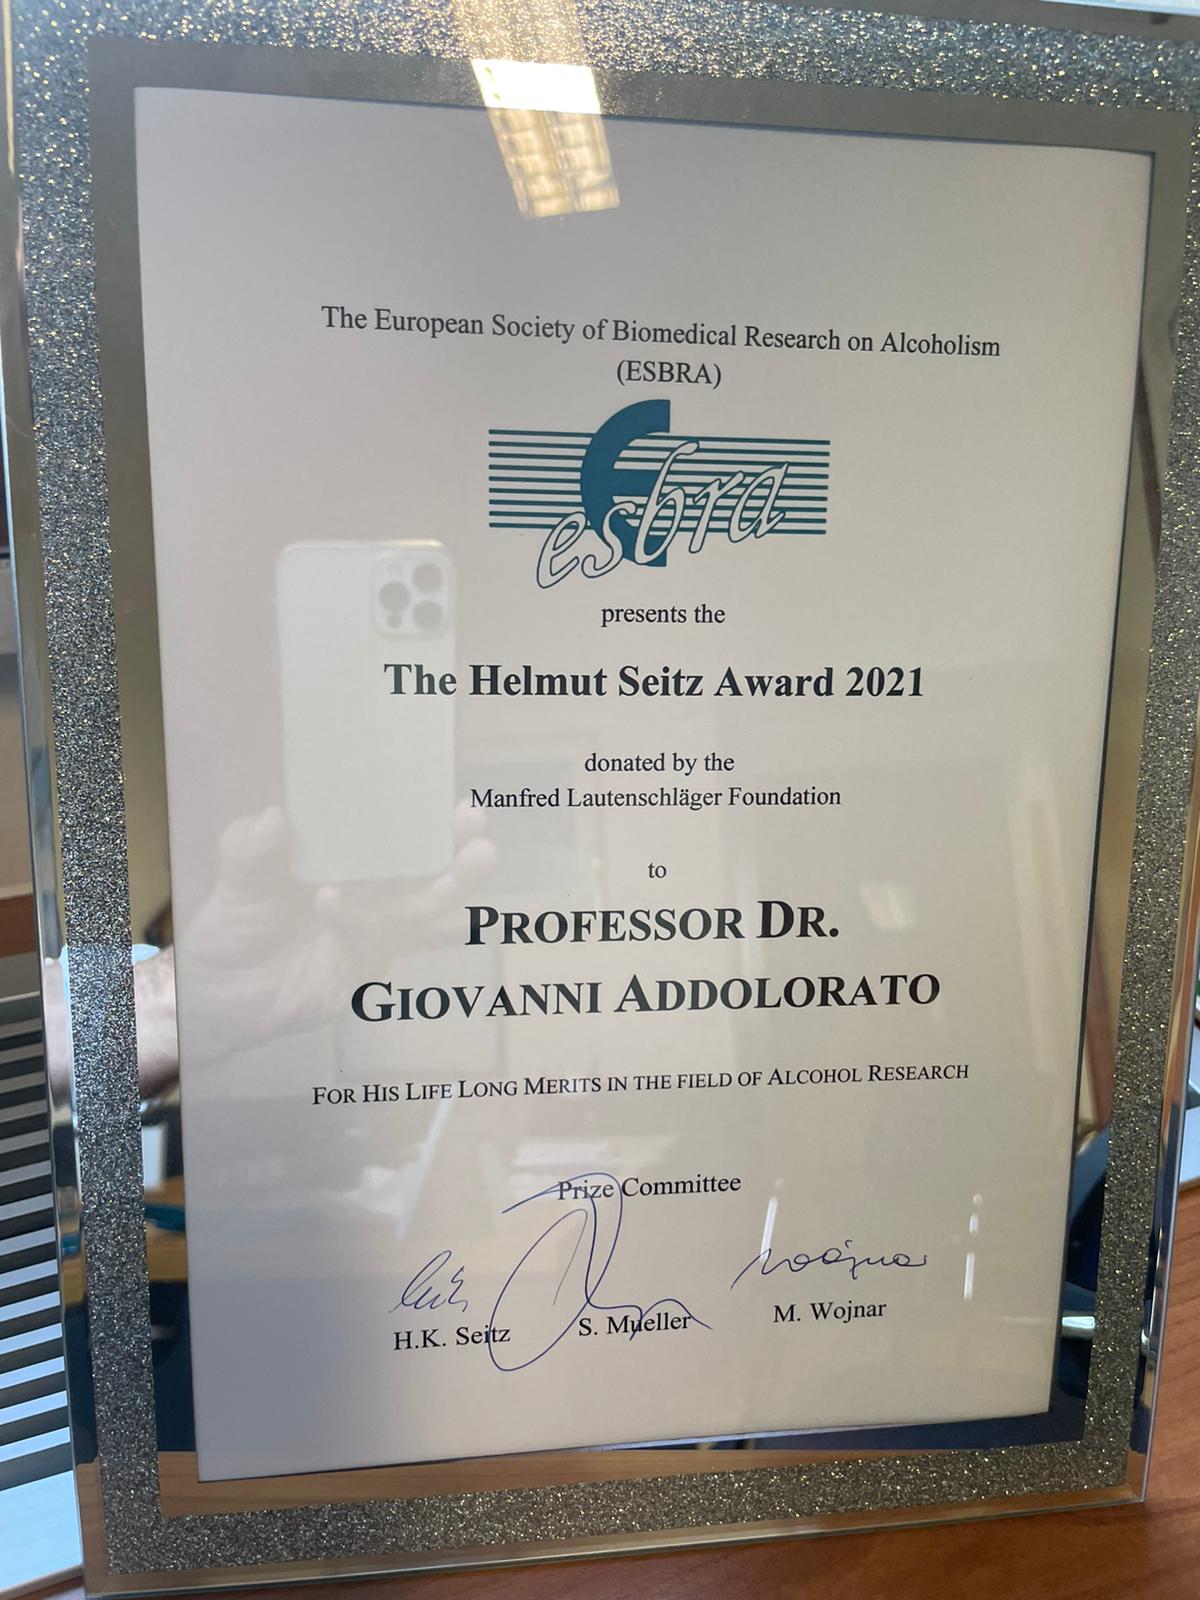 The European Society of Biomedical Research on Alcoholism
(ESBRA)
esbra
presents the
The Helmut Seitz Award 2021
donated by the
Manfred Lautenschläger Foundation
to
PROFESSOR DR.
GIOVANNI ADDOLORATO
FOR HIS LIFE LONG MERITS IN THE FIELD OF ALCOHOL RESEARCH
Prize Committee
H.K. Seitz S. Mueller M. Wojnar